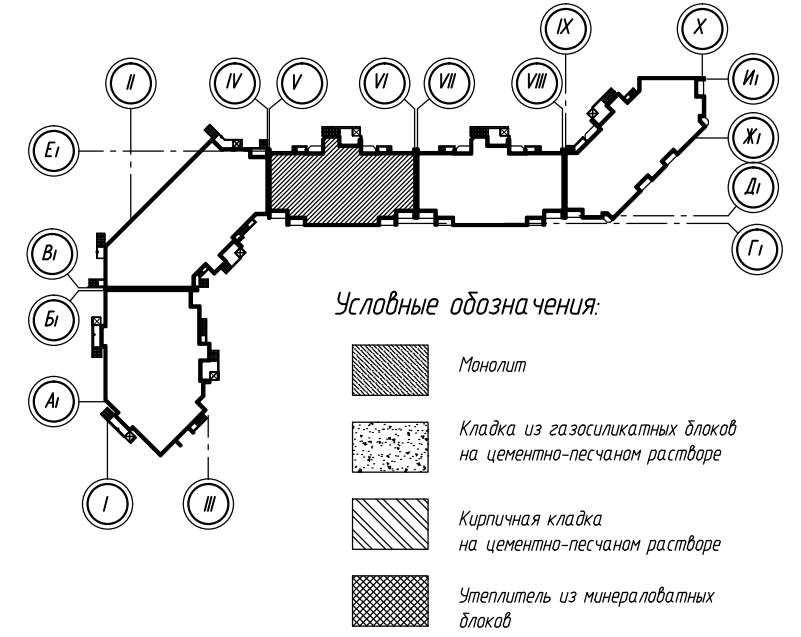 IX
X
II
IV
V
VI
VII
VIII
И1
Е1
Ж1
Д1
В1
Г1
Б1
А1
I
III
Условные обозначения:
Монолит
Кладка из газосиликатных блоков
на цементно-песчаном растворе
Кирпичная кладка
на цементно-песчаном растворе
Утеплитель из минераловатных
блоков